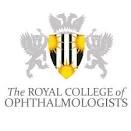 The ROYAL COLLEGE of
OPHTHALMOLOGISTS